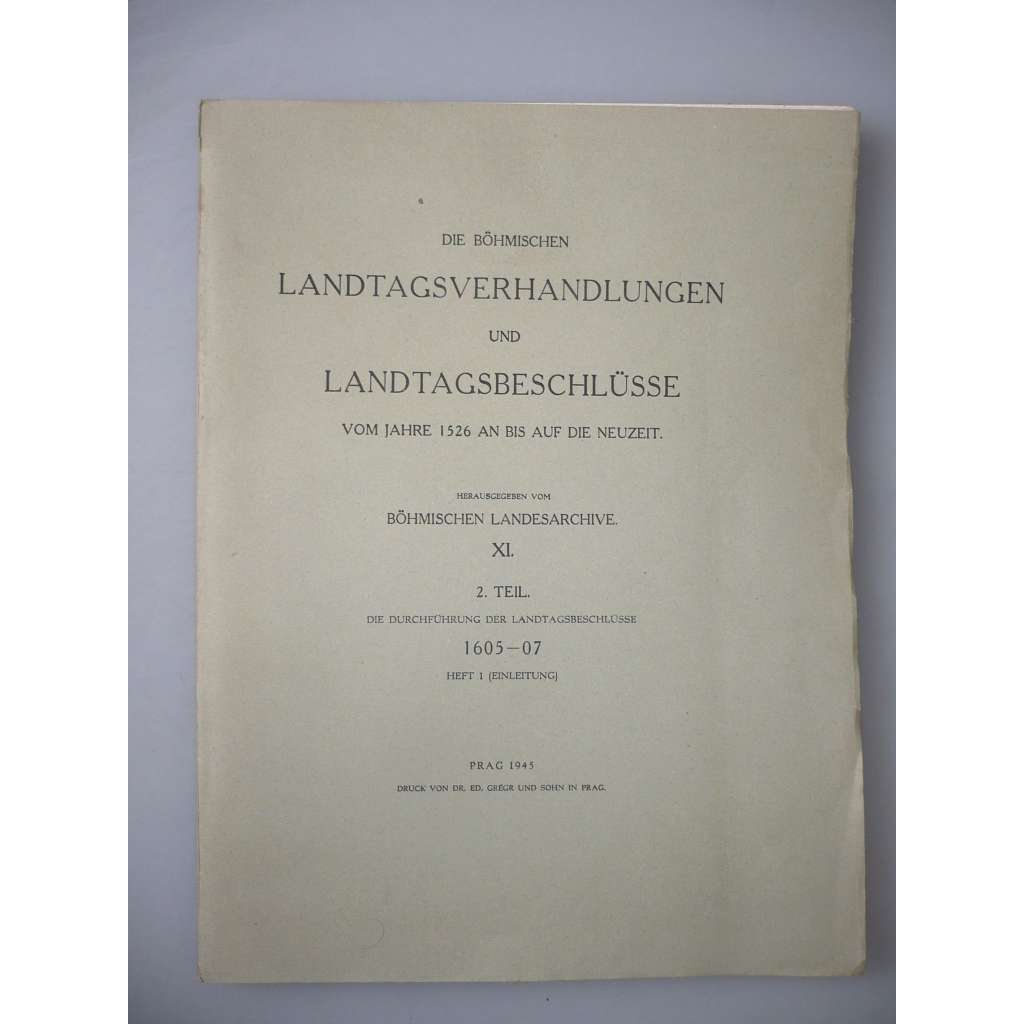 DIE BÖHMISCHEN
LANDTAGSVERHANDLUNGEN
UND
LANDTAGSBESCHLÜSSE
VOM JAHRE 1526 AN BIS AUF DIE NEUZEIT.
HERAUSGEGEBEN VOM
BÖHMISCHEN LANDESARCHIVE.
XI.
2. TEIL.
DIE DURCHFÜHRUNG DER LANDTAGSBESCHLÜSSE
1605—07
HEFT 1 (EINLEITUNG)
PRAG 1945
DRUCK VON DR. ED. GRÉGR UND SOHN IN PRAG.